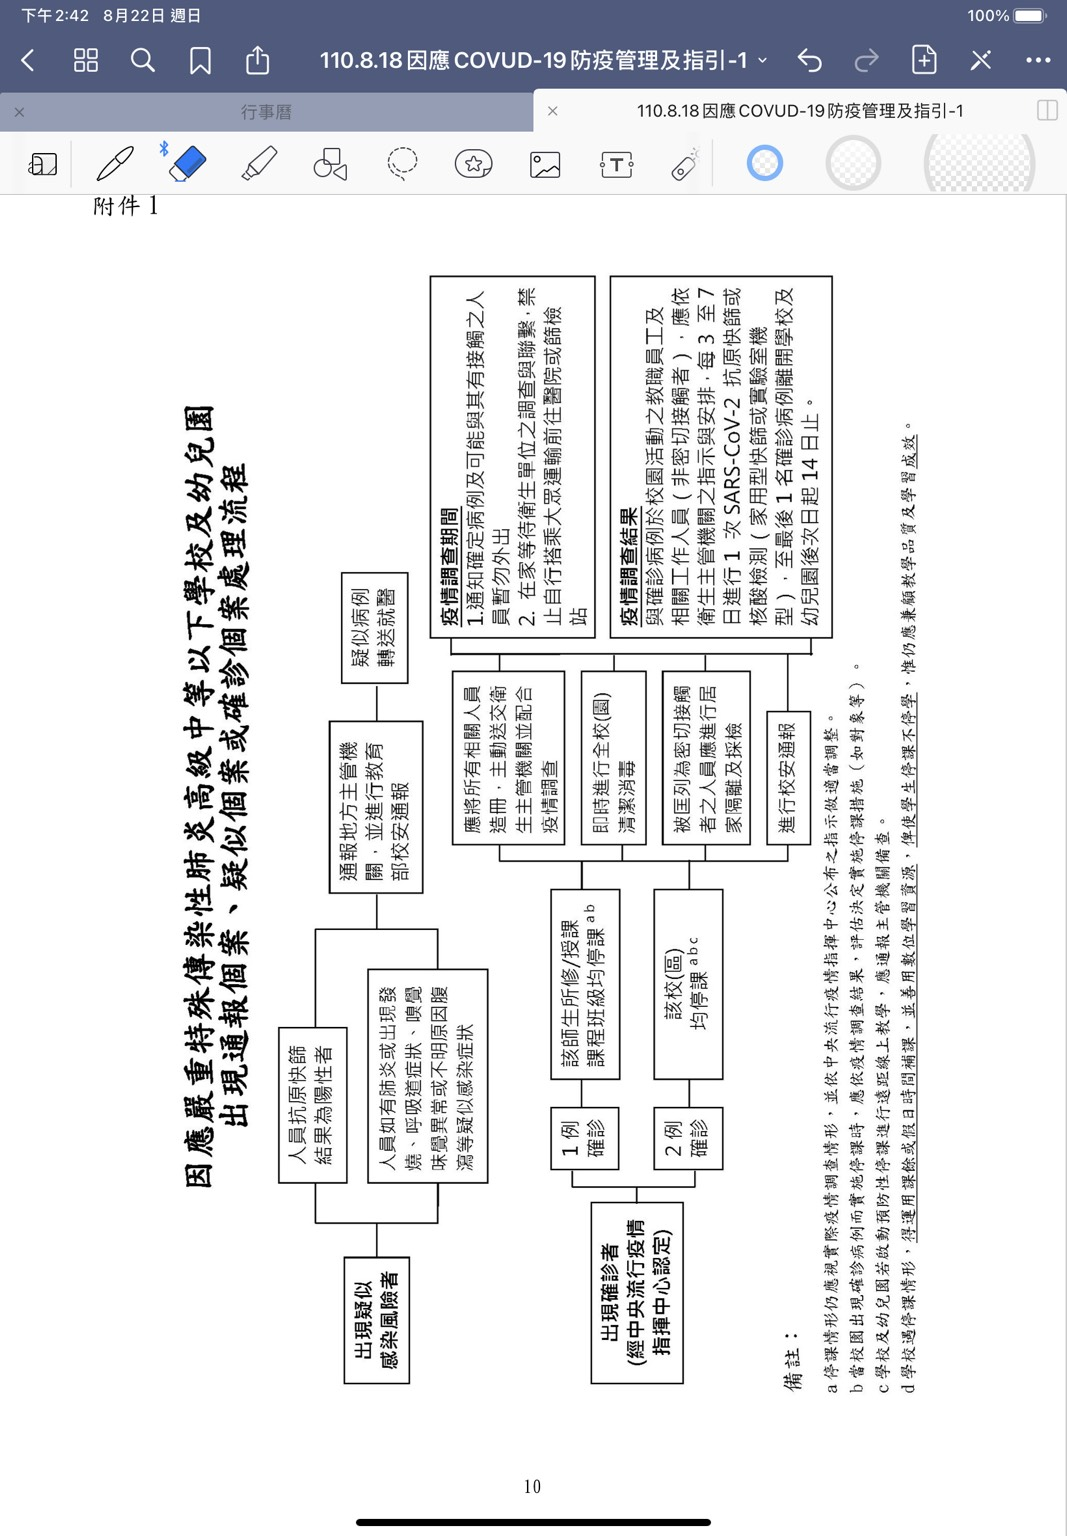 下午2:42 8月22日 週日
100%
110.8.18因應COVUD-19防疫管理及指引-1
行事曆
110.8.18因應COVUD-19防疫管理及指引-1
附件1
因應嚴重特殊傳染性肺炎高級中等以下學校及幼兒園
出現通報個案、疑似個案或確診個案處理流程
出現疑似
感染風險者
人員抗原快篩
結果為陽性者
人員如有肺炎或出現發
燒、呼吸道症狀、嗅覺
味覺異常或不明原因腹
瀉等疑似感染症狀
通報地方主管機
關，並進行教育
部校安通報
疑似病例
轉送就醫
出現確診者
(經中央流行疫情
指揮中心認定)
1例
確診
2例
確診
該師生所修/授課
課程班級均停課ab
該校(區)
均停課abc
應將所有相關人員
造冊，主動送交衛
生主管機關並配合
疫情調查
即時進行全校(園)
清潔消毒
被匡列為密切接觸
者之人員應進行居
家隔離及採檢
進行校安通報
疫情調查期間
1.通知確定病例及可能與其有接觸之人
員暫勿外出
2. 在家等待衛生單位之調查與聯繫，禁
止自行搭乘大眾運輸前往醫院或篩檢
站
疫情調查結果
與確診病例於校園活動之教職員工及
相關工作人員（非密切接觸者），應依
衛生主管機關之指示與安排，每 3 至 7
日進行 1 次 SARS-CoV-2 抗原快篩或
核酸檢測（家用型快篩或實驗室機
型），至最後 1 名確診病例離開學校及
幼兒園後次日起 14 日止。
備註：
a 停課情形仍應視實際疫情調查情形，並依中央流行疫情指揮中心公布之指示做適當調整。
b 當校園出現確診病例而實施停課時，應依疫情調查結果，評估決定實施停課措施（如對象等）。
c 學校及幼兒園若啟動預防性停課進行遠距線上教學，應通報主管機關備查。
d 學校遇停課情形，得運用課餘或假日時間補課，並善用數位學習資源，俾使學生停課不停學，惟仍應兼顧教學品質及學習成效。
10